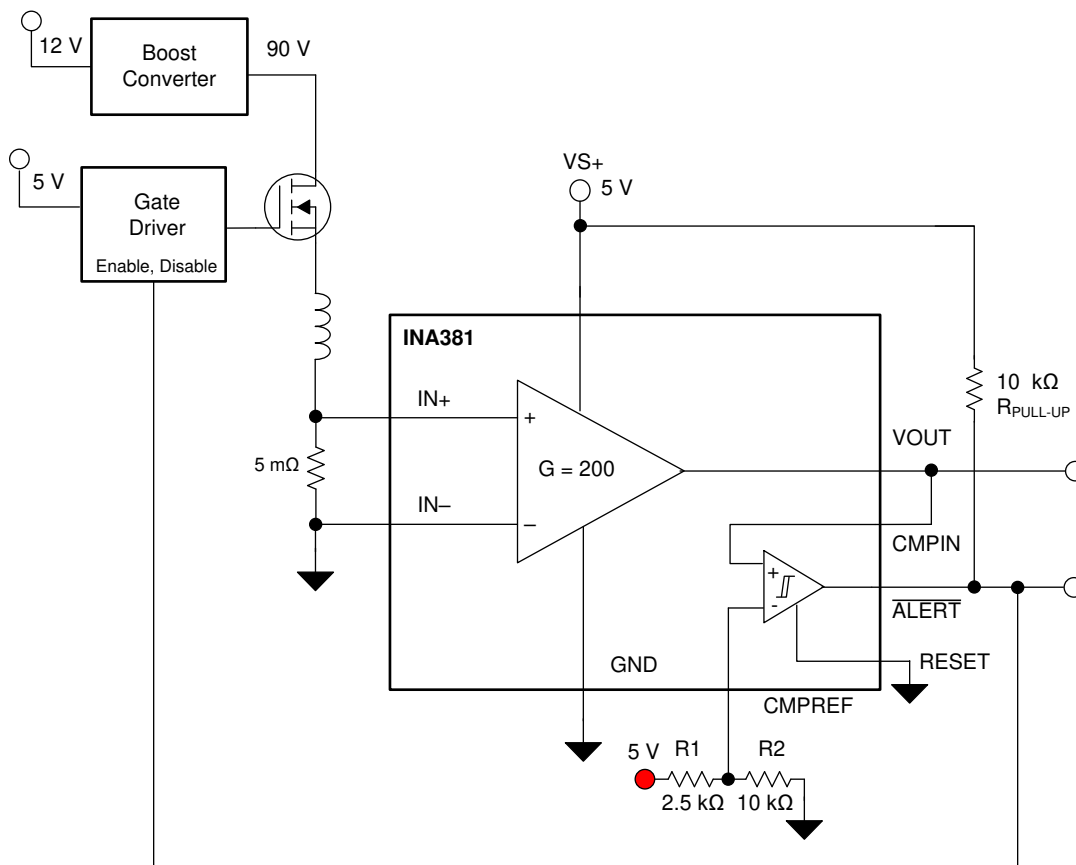 12 V
Boost
Converter
90 V
5 V
Gate
Driver
Enable, Disable
VS+
5 V
INA381
IN+
+
G = 200
10 kΩ
RPULL-UP
VOUT
5 mΩ
IN–
–
CMPIN
+
-
ALERT
GND
RESET
CMPREF
5 V
R1
R2
2.5 kΩ
10 kΩ